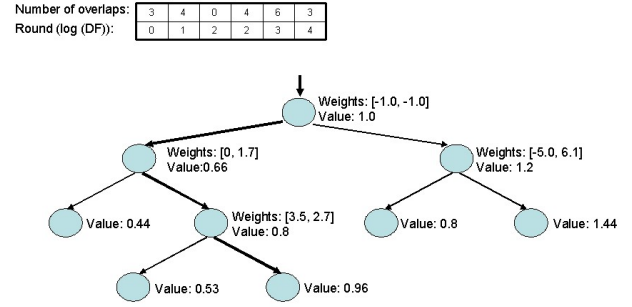 Number of overlaps: 3 4 0 4 6 3
Round (log (DF)): 0 1 2 2 3 4
Weights: [-1.0, -1.0]
Value: 1.0
Weights: [0, 1.7]
Value:0.66
Weights: [-5.0, 6.1]
Value: 1.2
Value: 0.44
Weights: [3.5, 2.7]
Value: 0.8
Value: 0.8
Value: 1.44
Value: 0.53
Value: 0.96